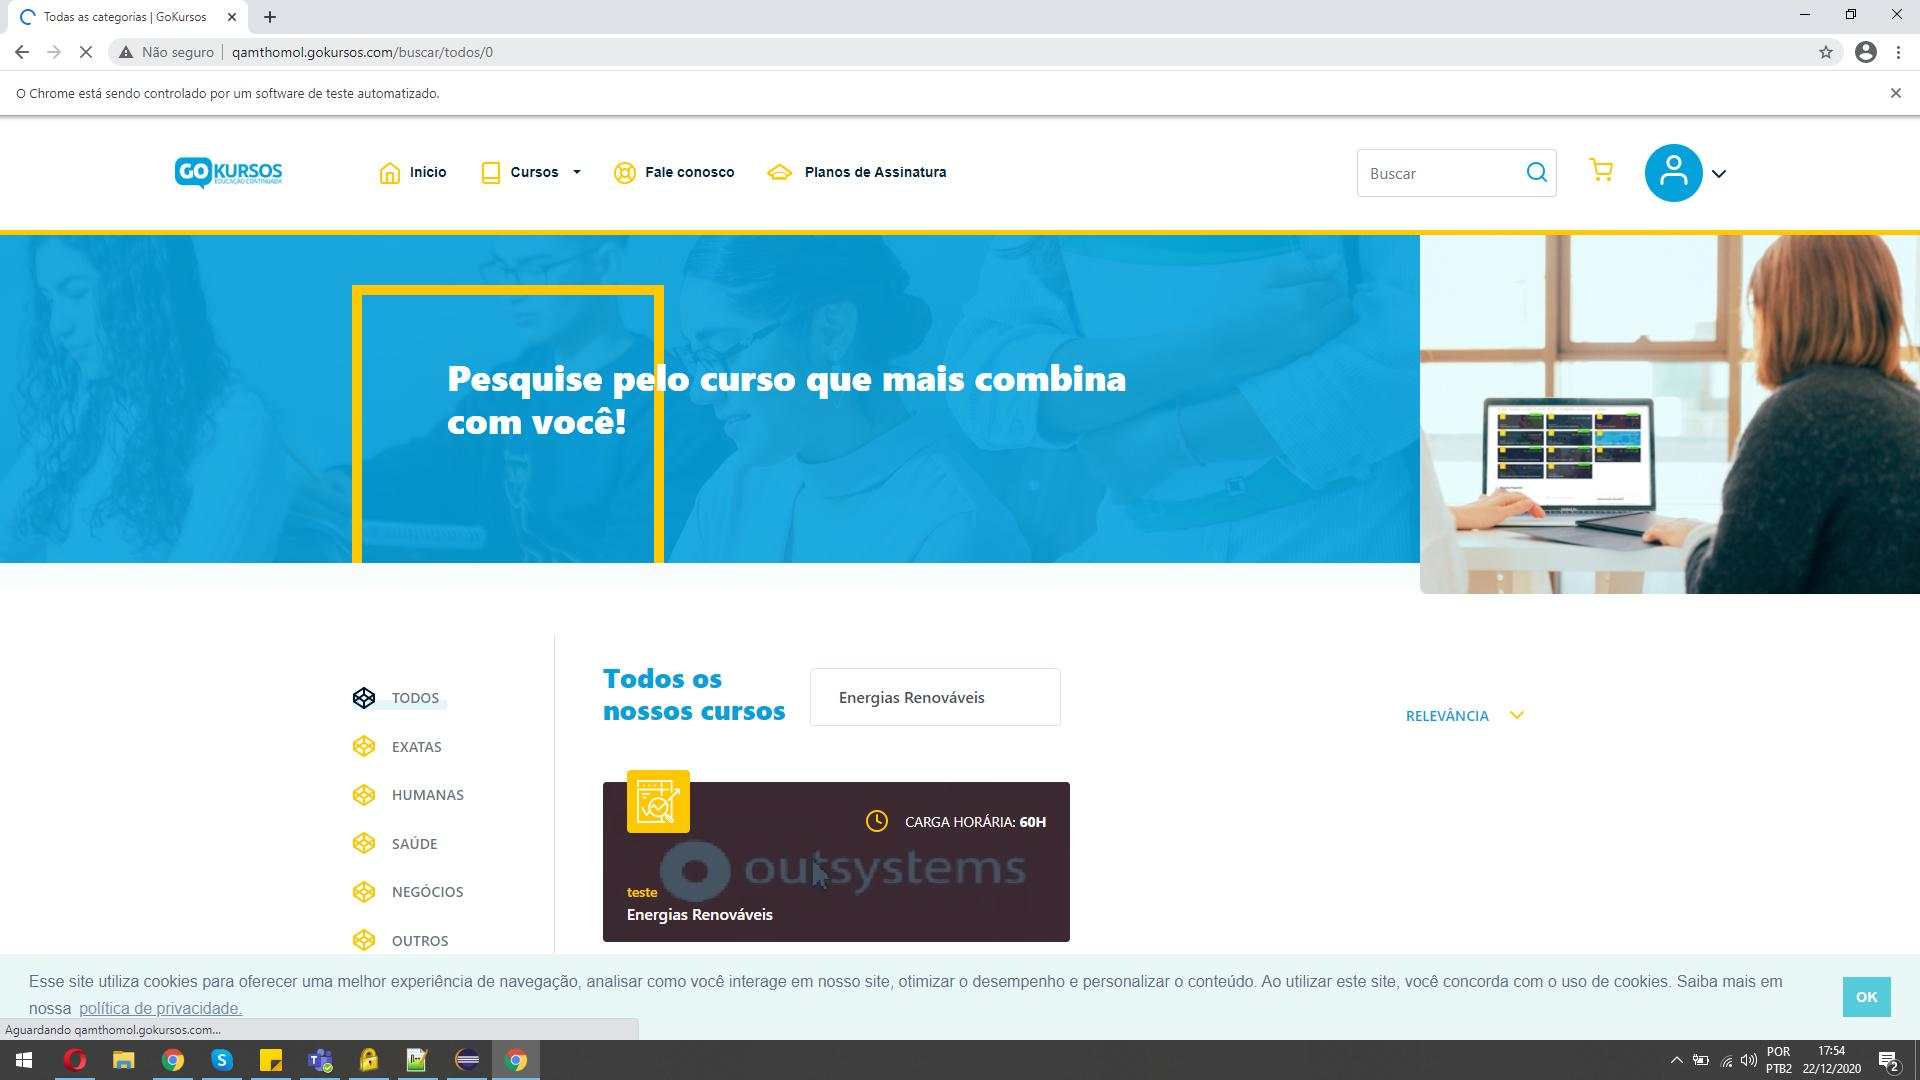 Todas as categorias | GoKursos
Não seguro
qamthomol.gokursos.com/buscar/todos/0
O Chrome está sendo controlado por um software de teste automatizado.
GO KURSOS
EDUCAÇÃO CONTINUADA
Início
Cursos
Fale conosco
Planos de Assinatura
Buscar
Pesquise pelo curso que mais combina
com você!
TODOS
EXATAS
HUMANAS
SAÚDE
NEGÓCIOS
OUTROS
Todos os
nossos cursos
Energias Renováveis
RELEVÂNCIA
CARGA HORÁRIA: 60H
outsystems
teste
Energias Renováveis
Esse site utiliza cookies para oferecer uma melhor experiência de navegação, analisar como você interage em nosso site, otimizar o desempenho e personalizar o conteúdo. Ao utilizar este site, você concorda com o uso de cookies. Saiba mais em
nossa política de privacidade.
OK
Aguardando qamthomol.gokursos.com...
POR
PTB2
17:54
22/12/2020
2